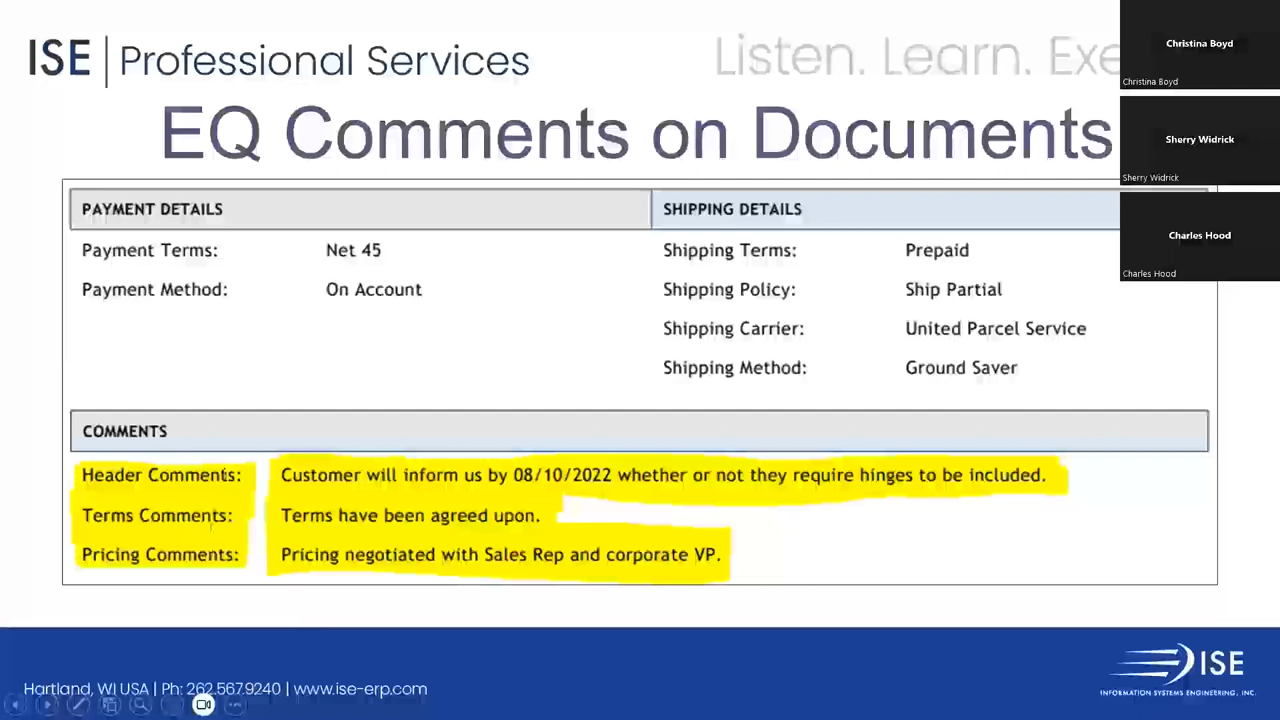 ISE | Professional Services
Listen. Learn. Exe
EQ Comments on Documents
PAYMENT DETAILS
Payment Terms: Net 45
Payment Method: On Account
SHIPPING DETAILS
Shipping Terms: Prepaid
Shipping Policy: Ship Partial
Shipping Carrier: United Parcel Service
Shipping Method: Ground Saver
COMMENTS
Header Comments: Customer will inform us by 08/10/2022 whether or not they require hinges to be included.
Terms Comments: Terms have been agreed upon.
Pricing Comments: Pricing negotiated with Sales Rep and corporate VP.
Hartland, WI USA | Ph: 262.567.9240 | www.ise-erp.com
ISE
INFORMATION SYSTEMS ENGINEERING, INC.
Christina Boyd
Christina Boyd
Sherry Widrick
Sherry Widrick
Charles Hood
Charles Hood